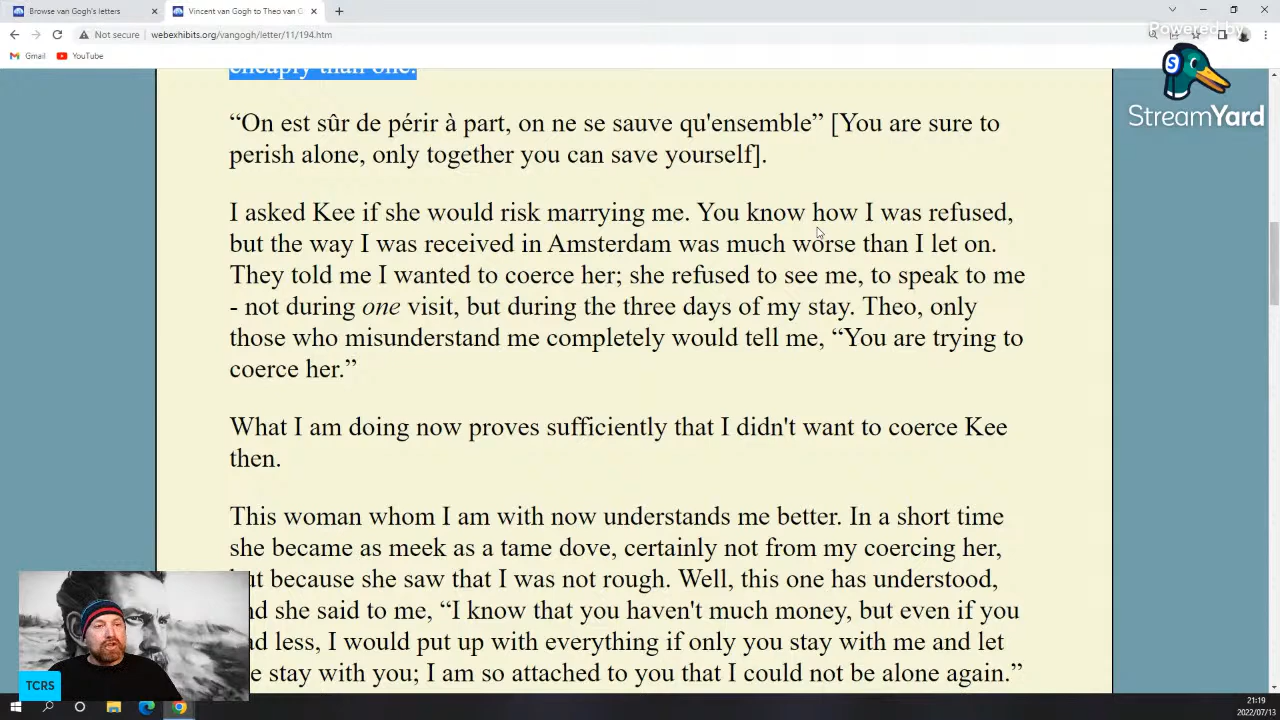 Browse van Gogh's letters
Vincent van Gogh to Theo van G
Not secure
webexhibits.org/vangogh/letter/11/194.htm
Powered by
Gmail
YouTube
S
StreamYard
cheaply than one.
“On est sûr de périr à part, on ne se sauve qu'ensemble” [You are sure to
perish alone, only together you can save yourself].
I asked Kee if she would risk marrying me. You know how I was refused,
but the way I was received in Amsterdam was much worse than I let on.
They told me I wanted to coerce her; she refused to see me, to speak to me
- not during one visit, but during the three days of my stay. Theo, only
those who misunderstand me completely would tell me, “You are trying to
coerce her.”
What I am doing now proves sufficiently that I didn't want to coerce Kee
then.
This woman whom I am with now understands me better. In a short time
she became as meek as a tame dove, certainly not from my coercing her,
because she saw that I was not rough. Well, this one has understood,
she said to me, “I know that you haven't much money, but even if you
less, I would put up with everything if only you stay with me and let
stay with you; I am so attached to you that I could not be alone again.”
TCRS
21:19
2022/07/13